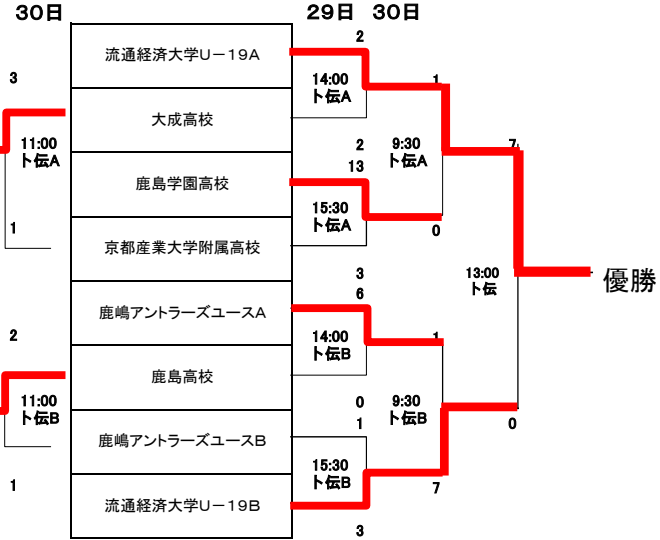 30日
29日
30日
流通経済大学U－19A
2
3
14:00
ト伝A
1
大成高校
7
11:00
ト伝A
2
9:30
ト伝A
13
鹿島学園高校
15:30
ト伝A
1
0
京都産業大学附属高校
3
13:00
ト伝
優勝
6
鹿嶋アントラーズユースA
2
14:00
ト伝B
1
鹿島高校
11:00
ト伝B
0
9:30
ト伝B
1
0
鹿嶋アントラーズユースB
15:30
ト伝B
1
7
流通経済大学U－19B
3